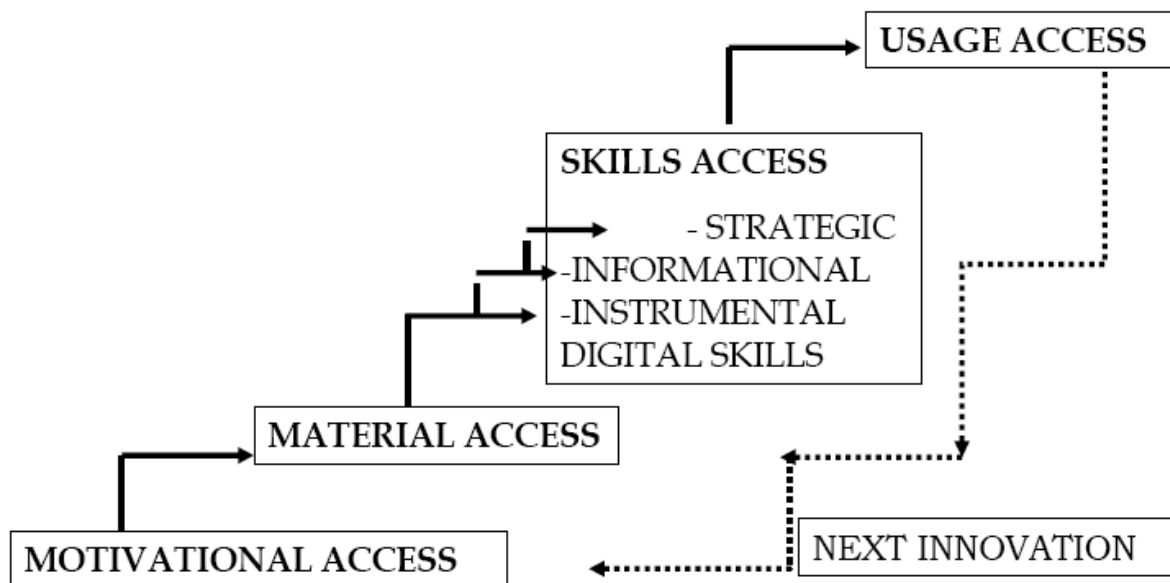 USAGE ACCESS
SKILLS ACCESS
- STRATEGIC
-INFORMATIONAL
-INSTRUMENTAL
DIGITAL SKILLS
MATERIAL ACCESS
MOTIVATIONAL ACCESS
NEXT INNOVATION